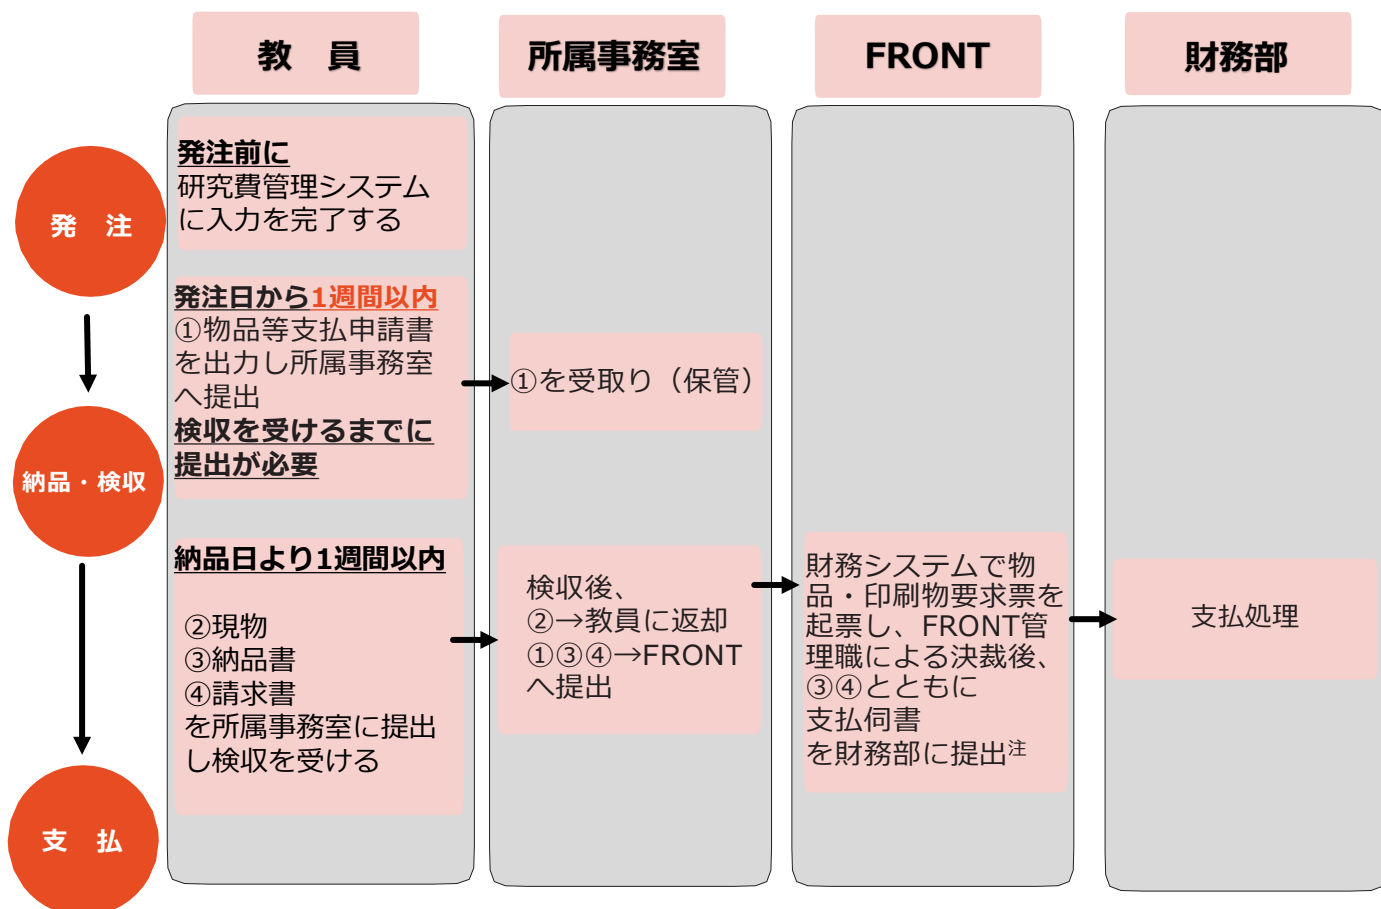 教　員
所属事務室
FRONT
財務部
発　注
発注前に
研究費管理システム
に入力を完了する
発注日から1週間以内
①物品等支払申請書
を出力し所属事務室
へ提出
検収を受けるまでに
提出が必要
①を受取り（保管）
納品・検収
納品日より1週間以内
②現物
③納品書
④請求書
を所属事務室に提出
し検収を受ける
検収後、
②→教員に返却
①③④→FRONT
へ提出
財務システムで物
品・印刷物要求票を
起票し、FRONT管
理職による決裁後、
③④とともに
支払伺書
を財務部に提出注
支払処理
支　払